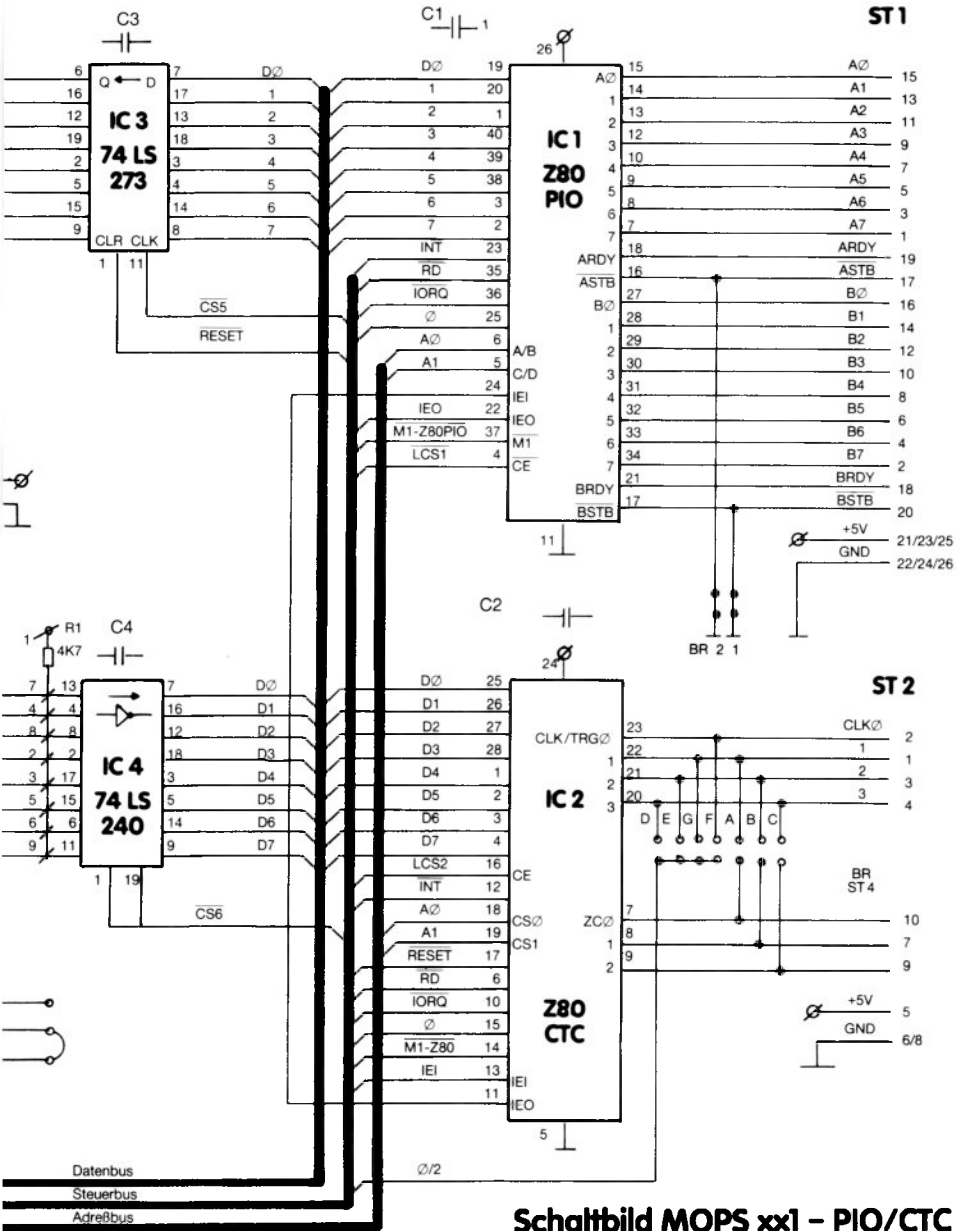 C3
6 Q D 7 DØ
16 17 1
12 IC 3 13 2
19 74 LS 18 3
2 273 3 4
5 4 5
15 14 6
9 8 7
CLR CLK
1 11
CS5
RESET
C1 1
26
DØ 19
1 20
2 1
3 40
4 39
5 38
6 3
7 2
INT 23
RD 35
IORQ 36
Ø 25
AØ 6 A/B
A1 5 C/D
24 IEI
IEO 22 IEO
M1-Z80PIO 37 M1
LCS1 4 CE
IC 1
Z80
PIO
11
ST 1
AØ 15 AØ 15
1 14 A1 13
2 13 A2 11
3 12 A3 9
4 10 A4 7
5 9 A5 5
6 8 A6 3
7 7 A7 1
ARDY 18 ARDY 19
ASTB 16 ASTB 17
BØ 27 BØ 16
1 28 B1 14
2 29 B2 12
3 30 B3 10
4 31 B4 8
5 32 B5 6
6 33 B6 4
7 34 B7 2
BRDY 21 BRDY 18
BSTB 17 BSTB 20
+5V 21/23/25
GND 22/24/26
BR 2 1
1 R1 C4
4K7
7 13 7 DØ
4 4 16 D1
8 8 12 D2
2 2 18 D3
3 17 3 D4
5 15 5 D5
6 6 14 D6
9 11 9 D7
IC 4
74 LS
240
1 19
CS6
C2
24
DØ 25
D1 26
D2 27
D3 28
D4 1
D5 2
D6 3
D7 4
LCS2 16 CE
INT 12
AØ 18 CSØ
A1 19 CS1
RESET 17
RD 6
IORQ 10
Ø 15
M1-Z80 14
IEI 13 IEI
11 IEO
IC 2
Z80
CTC
5
ST 2
CLK/TRGØ 23 CLKØ 2
1 22 1 1
2 21 2 3
3 20 3 4
D E G F A B C
BR
ST 4
ZCØ 7 10
1 8 7
2 9 9
+5V 5
GND 6/8
Ø/2
Datenbus
Steuerbus
Adreßbus
Schaltbild MOPS xx1 – PIO/CTC